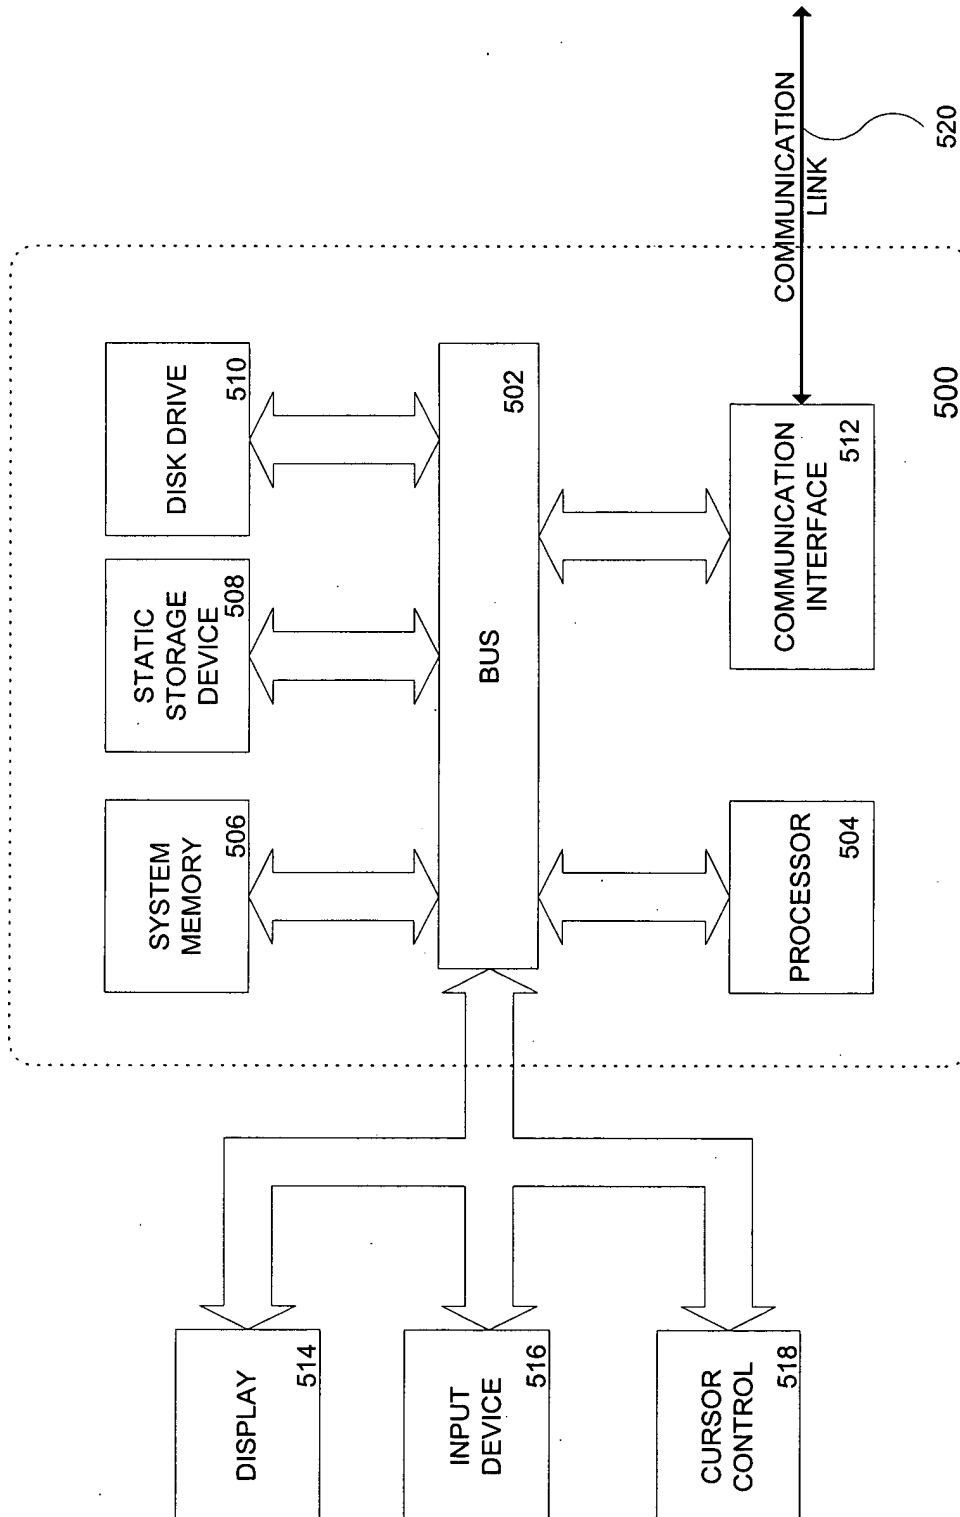 SYSTEM
MEMORY
506
STATIC
STORAGE
DEVICE
508
DISK DRIVE
510
DISPLAY
514
INPUT
DEVICE
516
CURSOR
CONTROL
518
BUS
502
PROCESSOR
504
COMMUNICATION
INTERFACE
512
COMMUNICATION
LINK
520
500